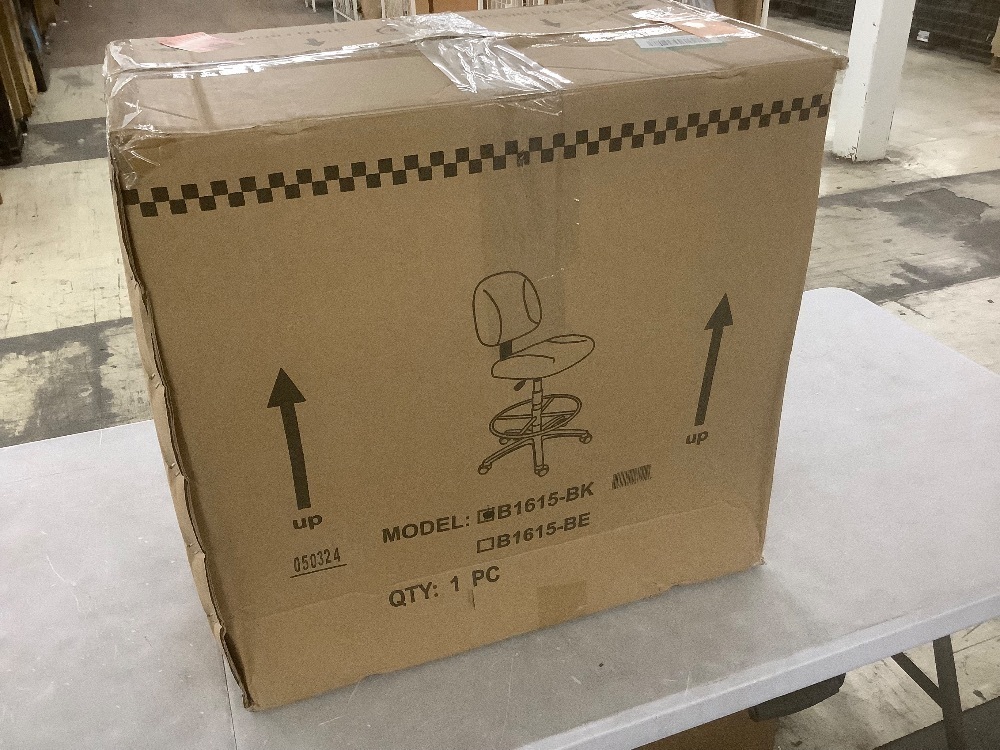 up
up
050324
MODEL: B1615-BK
B1615-BE
QTY: 1 PC